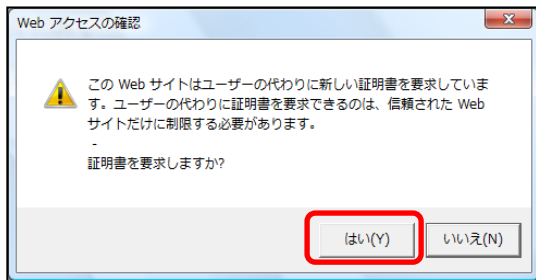 Web アクセスの確認
この Web サイトはユーザーの代わりに新しい証明書を要求していま
す。ユーザーの代わりに証明書を要求できるのは、信頼された Web
サイトだけに制限する必要があります。
-
証明書を要求しますか?
はい(Y)
いいえ(N)